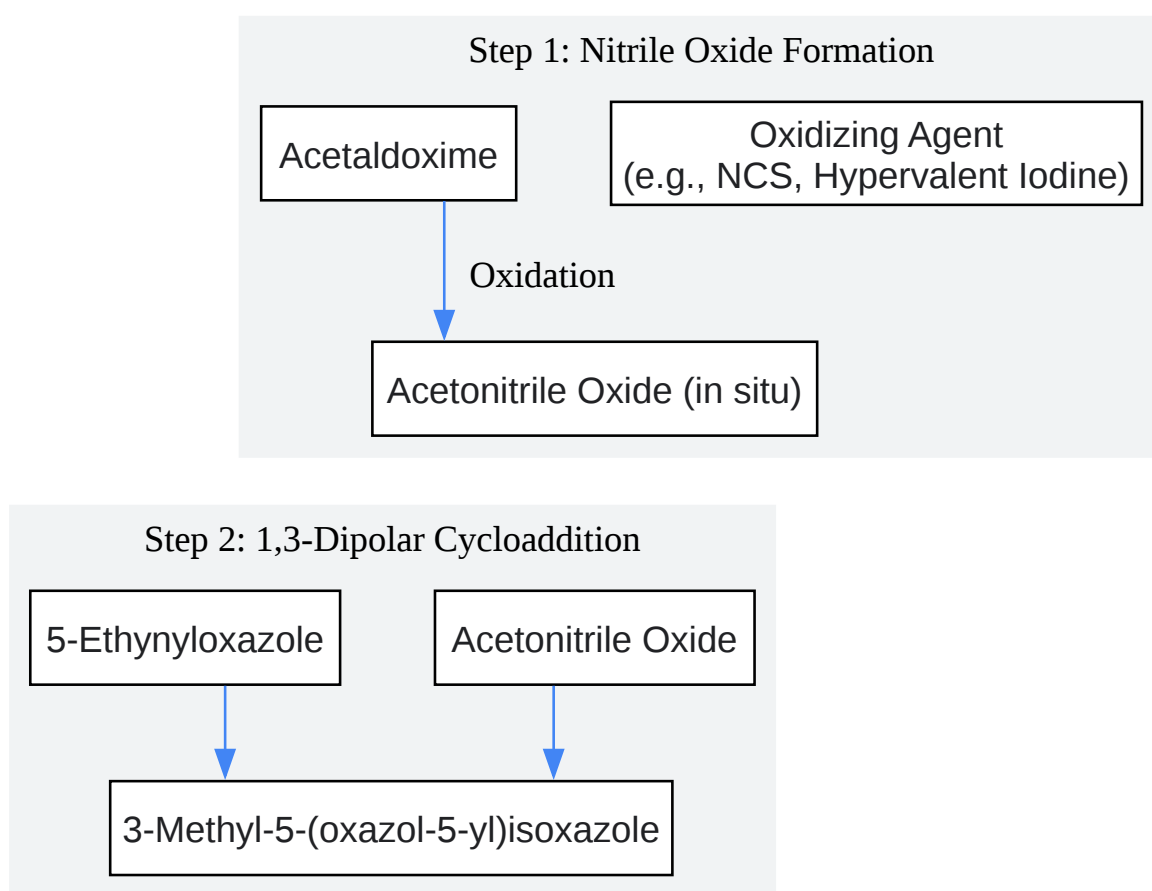 Step 1: Nitrile Oxide Formation
Acetaldoxime
Oxidizing Agent
(e.g., NCS, Hypervalent Iodine)
Oxidation
Acetonitrile Oxide (in situ)
Step 2: 1,3-Dipolar Cycloaddition
5-Ethynyloxazole
Acetonitrile Oxide
3-Methyl-5-(oxazol-5-yl)isoxazole